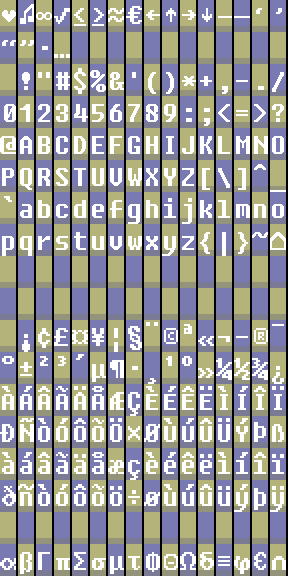 ♥♫∞√≤≥≈€←↑→↓–—‘’
“”•…
!"#$%&'()*+,-./
0123456789:;<=>?
@ABCDEFGHIJKLMNO
PQRSTUVWXYZ[\]^_
`abcdefghijklmno
pqrstuvwxyz{|}~⌂
¡¢£¤¥¦§¨©ª«¬-®¯
°±²³´µ¶·¸¹º»¼½¾¿
ÀÁÂÃÄÅÆÇÈÉÊËÌÍÎÏ
ÐÑÒÓÔÕÖ×ØÙÚÛÜÝÞß
àáâãäåæçèéêëìíîï
ðñòóôõö÷øùúûüýþÿ
αβΓπΣσμτΦΘΩδ≡φε∩